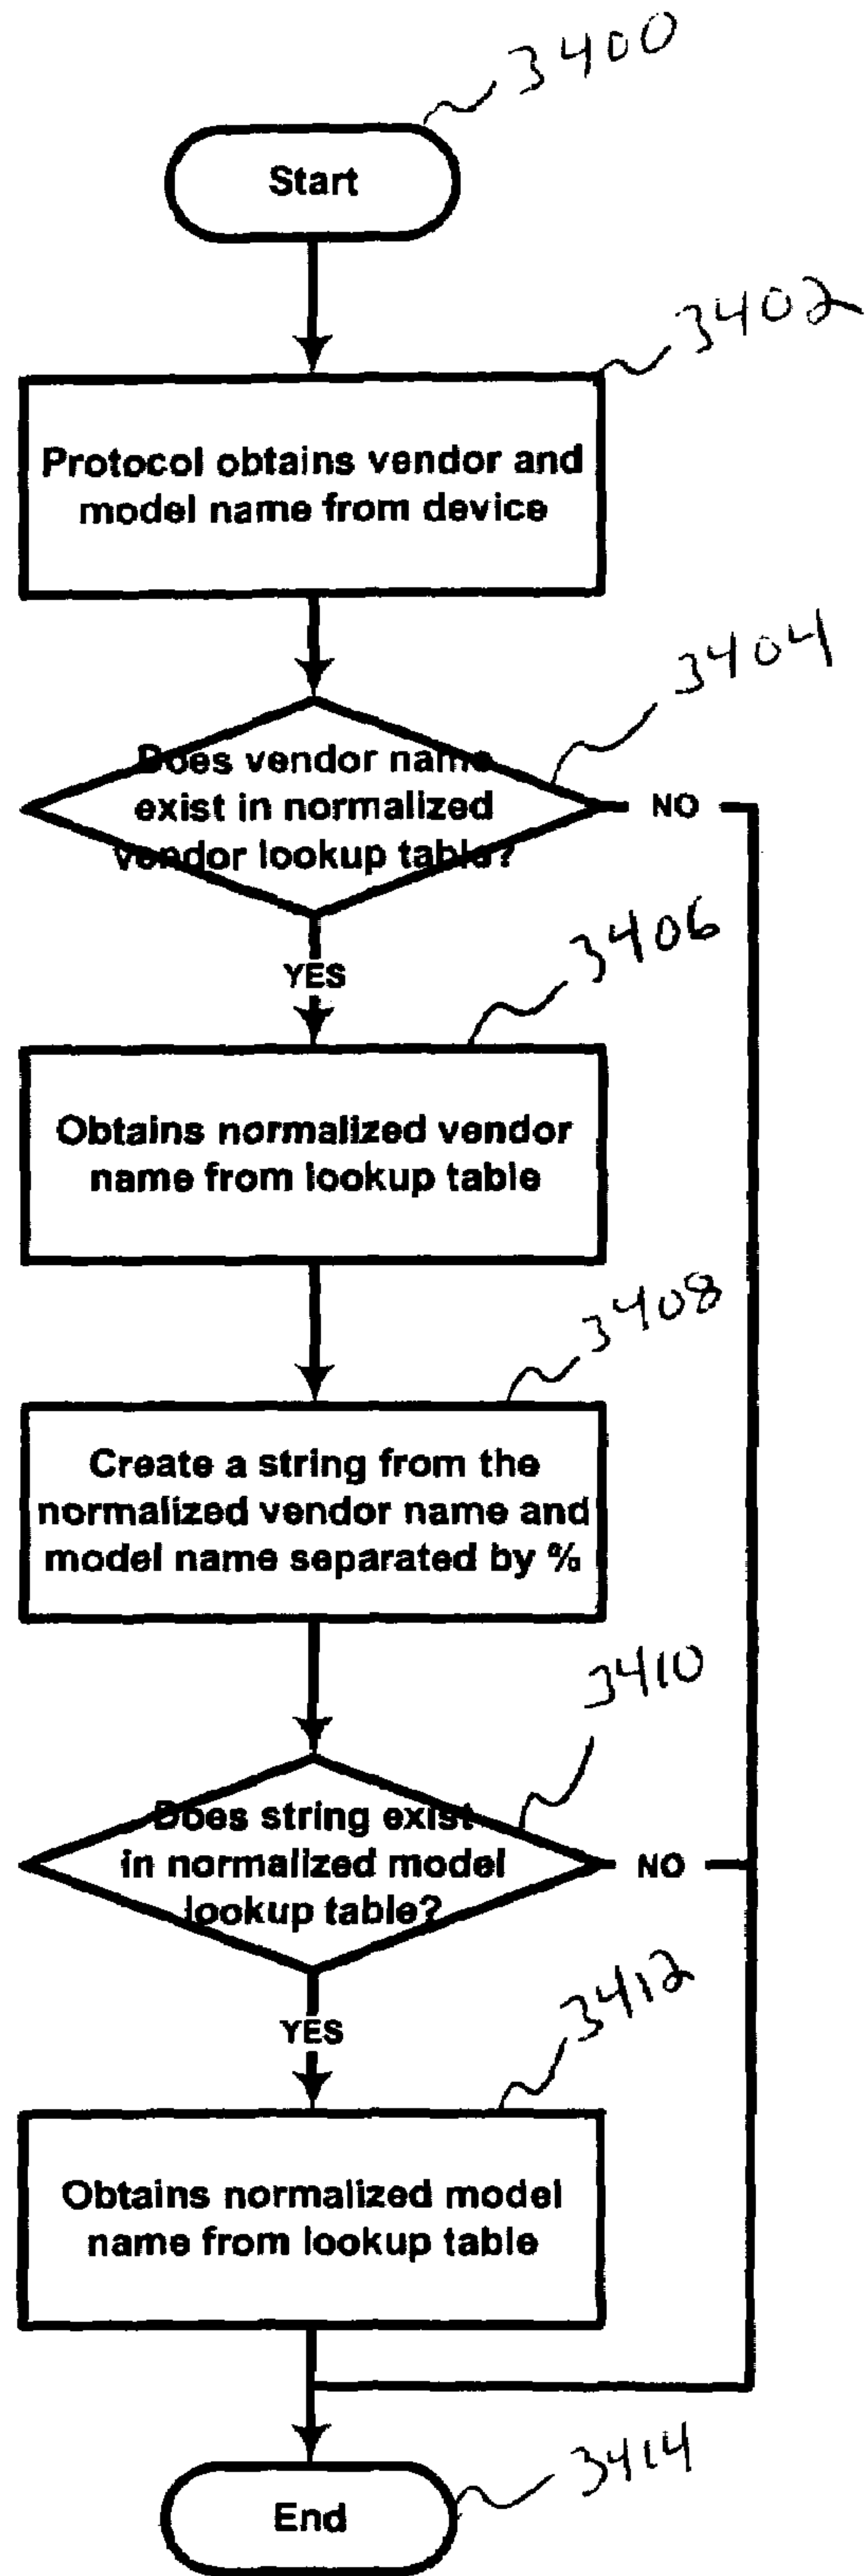 3400
Start
3402
Protocol obtains vendor and
model name from device
3404
Does vendor name
exist in normalized
vendor lookup table?
NO
YES
3406
Obtains normalized vendor
name from lookup table
3408
Create a string from the
normalized vendor name and
model name separated by %
3410
Does string exist
in normalized model
lookup table?
NO
YES
3412
Obtains normalized model
name from lookup table
3414
End